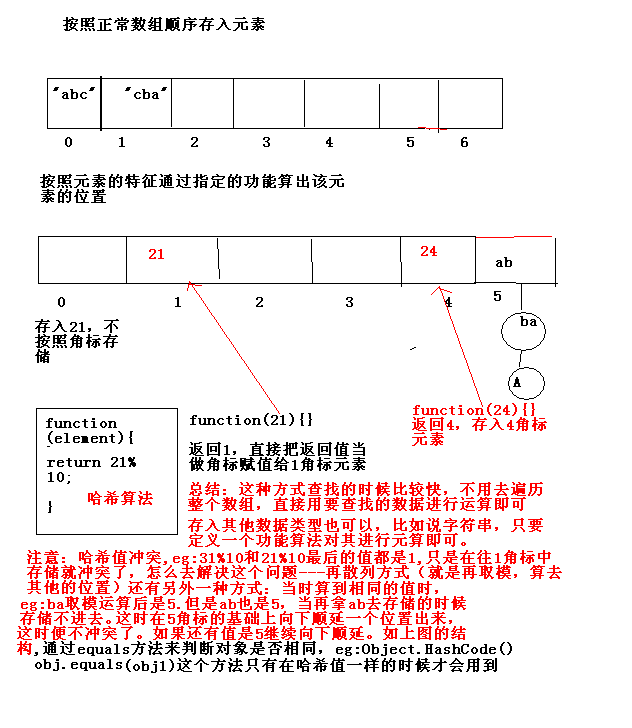 按照正常数组顺序存入元素
"abc" "cba"
0 1 2 3 4 5 6
按照元素的特征通过指定的功能算出该元
素的位置
21 24 ab
0 1 2 3 4 5
ba
A
存入21，不
按照角标存
储
function
(element){
return 21%
10;
}
哈希算法
function(21){}
返回1，直接把返回值当
做角标赋值给1角标元素
function(24){}
返回4，存入4角标
元素
总结：这种方式查找的时候比较快，不用去遍历
整个数组，直接用要查找的数据进行运算即可
存入其他数据类型也可以，比如说字符串，只要
定义一个功能算法对其进行元算即可。
注意：哈希值冲突,eg:31%10和21%10最后的值都是1,只是在往1角标中
存储就冲突了，怎么去解决这个问题---再散列方式（就是再取模，算去
其他的位置）还有另外一种方式：当时算到相同的值时，
eg:ba取模运算后是5.但是ab也是5，当再拿ab去存储的时候
存储不进去。这时在5角标的基础上向下顺延一个位置出来，
这时便不冲突了。如果还有值是5继续向下顺延。如上图的结
构,通过equals方法来判断对象是否相同，eg:Object.HashCode()
obj.equals(obj1)这个方法只有在哈希值一样的时候才会用到